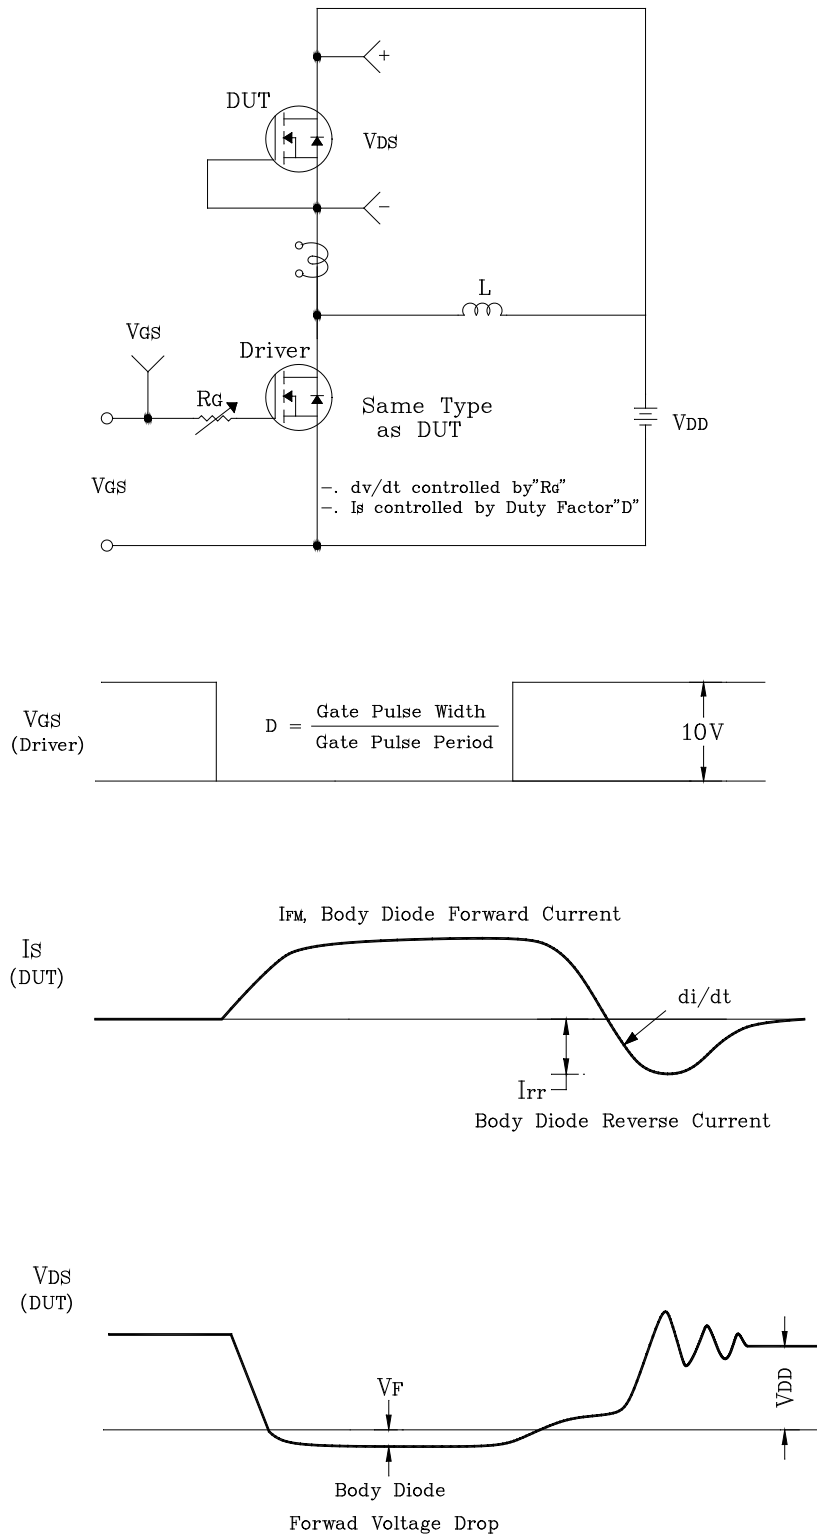 +
DUT
VDS
−
L
VGS
Driver
RG
Same Type
as DUT
VDD
VGS
−. dv/dt controlled by"RG"
−. Is controlled by Duty Factor"D"
VGS
(Driver)
D = Gate Pulse Width
Gate Pulse Period
10V
IFM, Body Diode Forward Current
IS
(DUT)
di/dt
Irr
Body Diode Reverse Current
VDS
(DUT)
VF
VDD
Body Diode
Forwad Voltage Drop